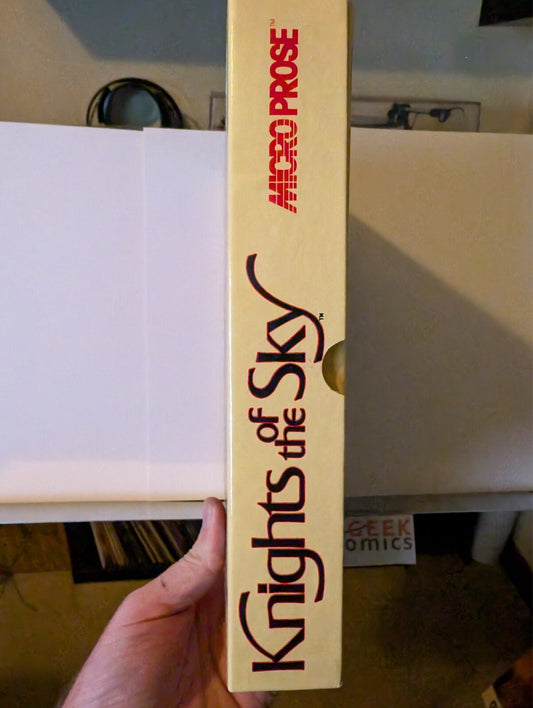 Knights of the Sky™
MICROPROSE™
GEEK
OMICS